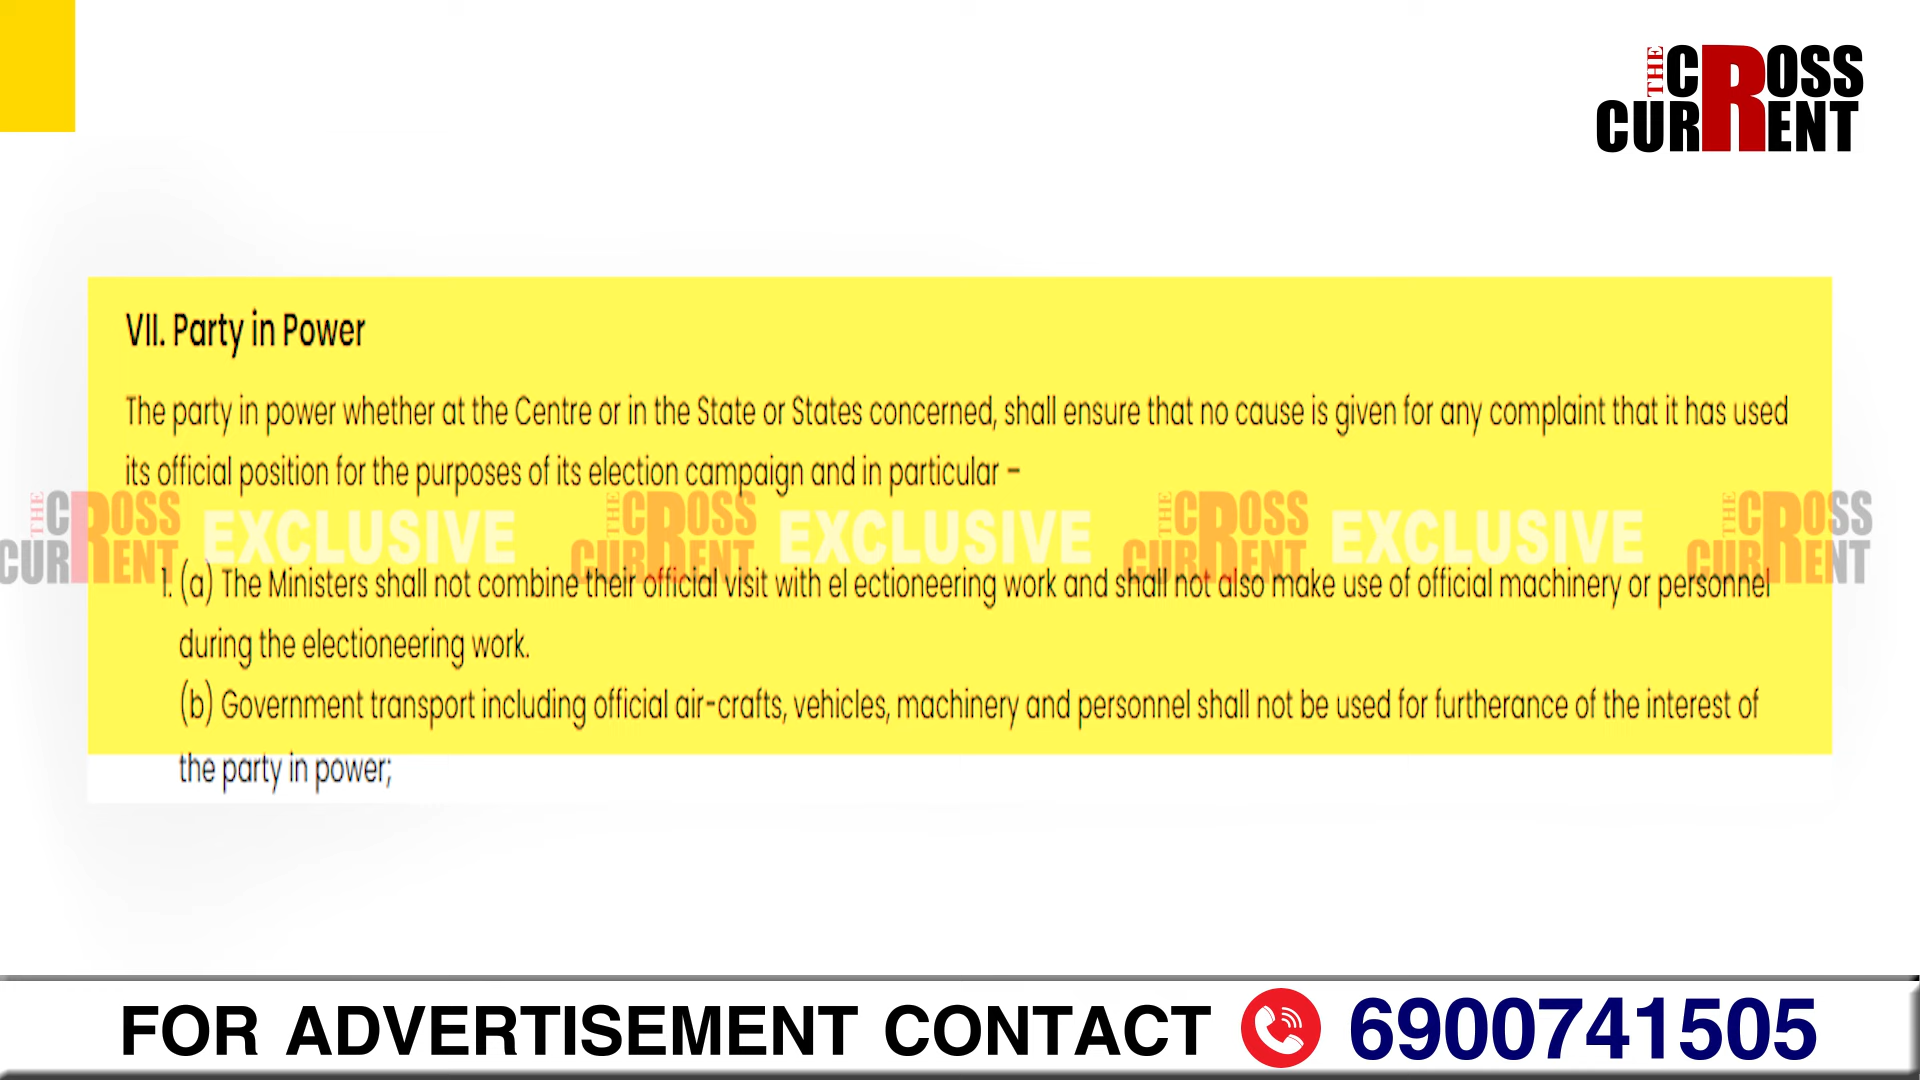 THE CROSS
CURRENT
VII. Party in Power
The party in power whether at the Centre or in the State or States concerned, shall ensure that no cause is given for any complaint that it has used
its official position for the purposes of its election campaign and in particular –
THE CROSS CURRENT EXCLUSIVE THE CROSS CURRENT EXCLUSIVE THE CROSS CURRENT EXCLUSIVE THE CROSS CURRENT
1. (a) The Ministers shall not combine their official visit with el ectioneering work and shall not also make use of official machinery or personnel
during the electioneering work.
(b) Government transport including official air-crafts, vehicles, machinery and personnel shall not be used for furtherance of the interest of
the party in power;
FOR ADVERTISEMENT CONTACT 6900741505